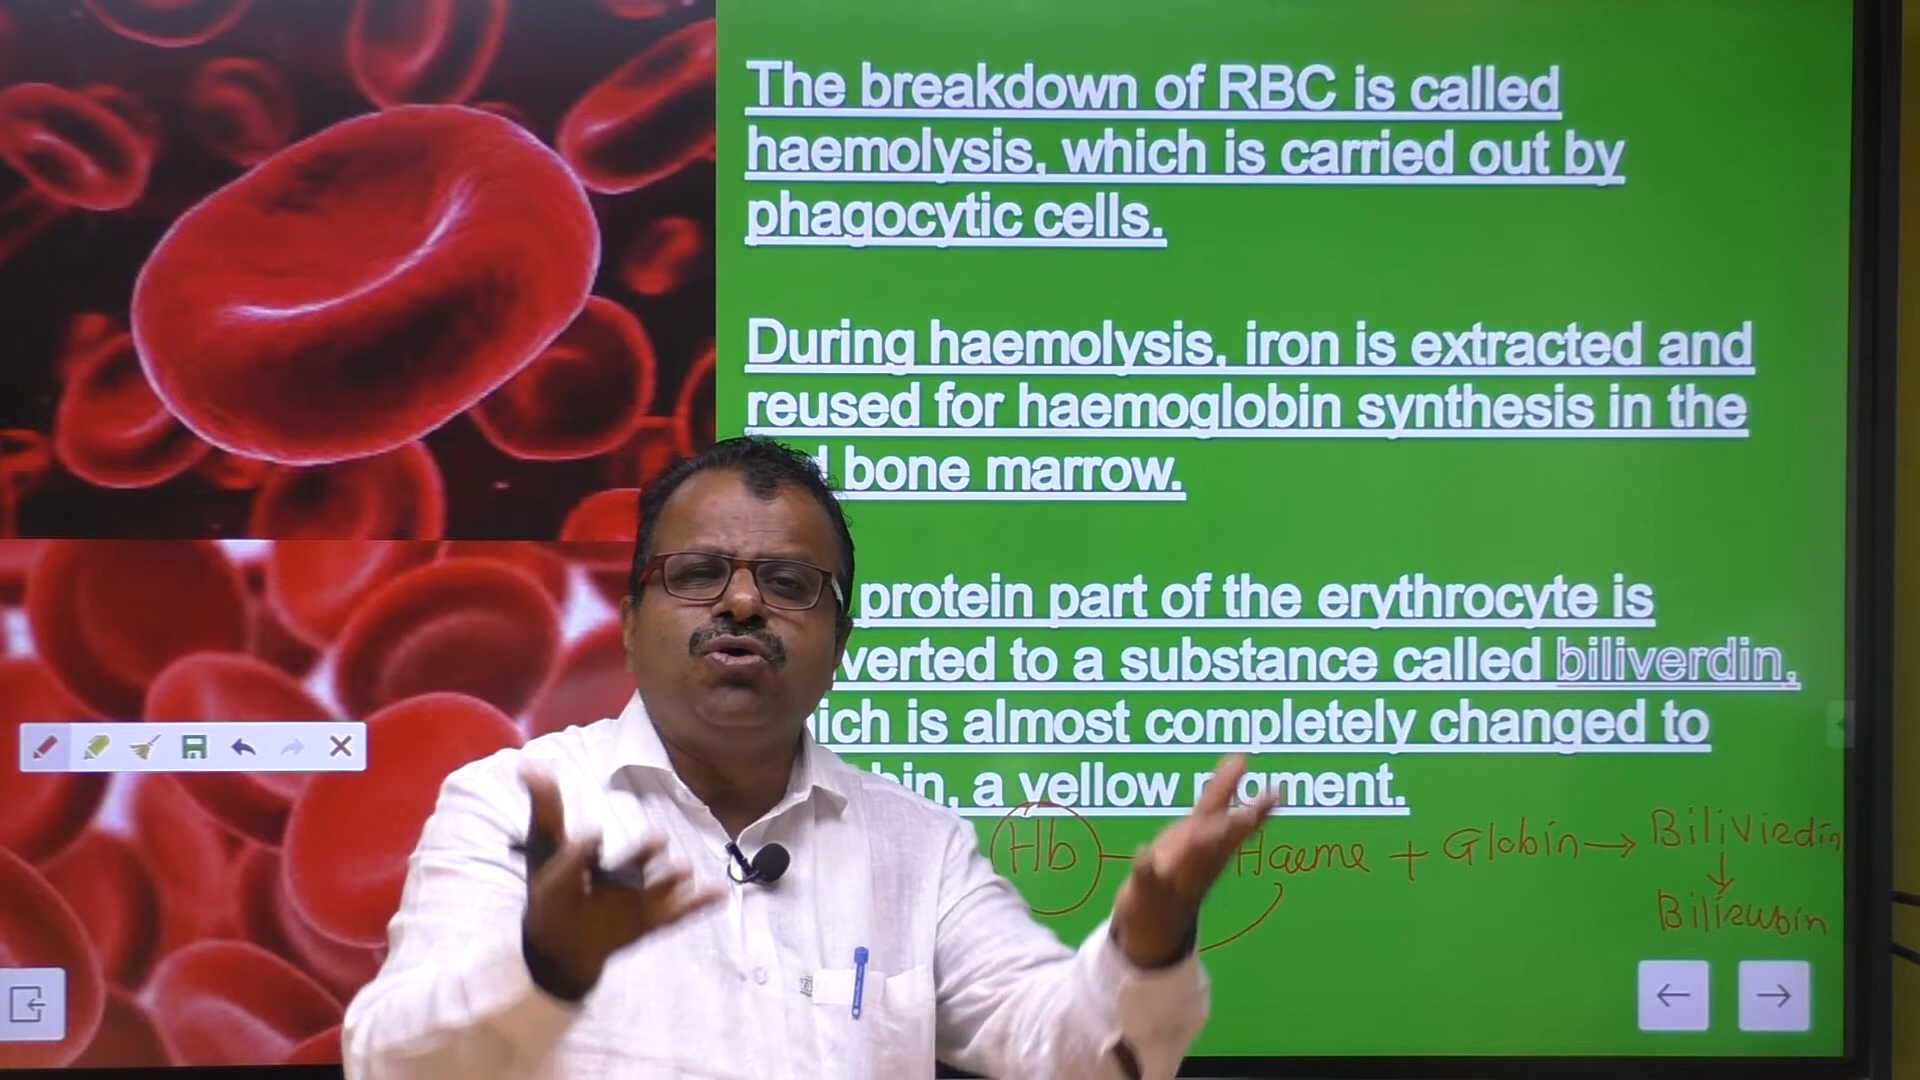 The breakdown of RBC is called
haemolysis, which is carried out by
phagocytic cells.
During haemolysis, iron is extracted and
reused for haemoglobin synthesis in the
bone marrow.
protein part of the erythrocyte is
verted to a substance called biliverdin,
ich is almost completely changed to
bin, a yellow pigment.
Hb Haeme + Globin → Biliverdin
↓
Bilirubin